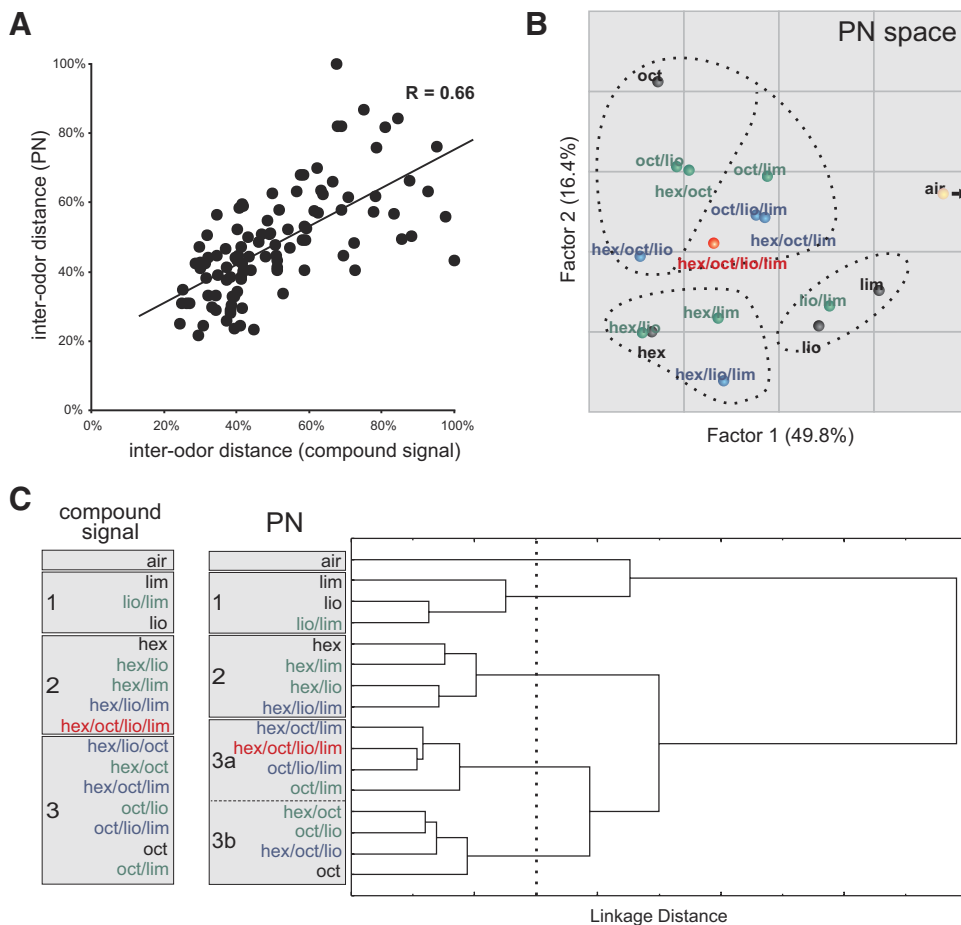 A
100%
80%
60%
40%
20%
0%
0%
20%
40%
60%
80%
100%
R = 0.66
inter-odor distance (PN)
inter-odor distance (compound signal)
B
PN space
oct
oct/lio
hex/oct
oct/lim
air
oct/lio/lim
hex/oct/lio
hex/oct/lim
hex/oct/lio/lim
lim
lio/lim
hex/lim
hex/lio
hex
lio
hex/lio/lim
Factor 2 (16.4%)
Factor 1 (49.8%)
C
compound
signal
air
1
lim
lio/lim
lio
2
hex
hex/lio
hex/lim
hex/lio/lim
hex/oct/lio/lim
3
hex/lio/oct
hex/oct
hex/oct/lim
oct/lio
oct/lio/lim
oct
oct/lim
PN
air
1
lim
lio
lio/lim
2
hex
hex/lim
hex/lio
hex/lio/lim
3a
hex/oct/lim
hex/oct/lio/lim
oct/lio/lim
oct/lim
3b
hex/oct
oct/lio
hex/oct/lio
oct
Linkage Distance